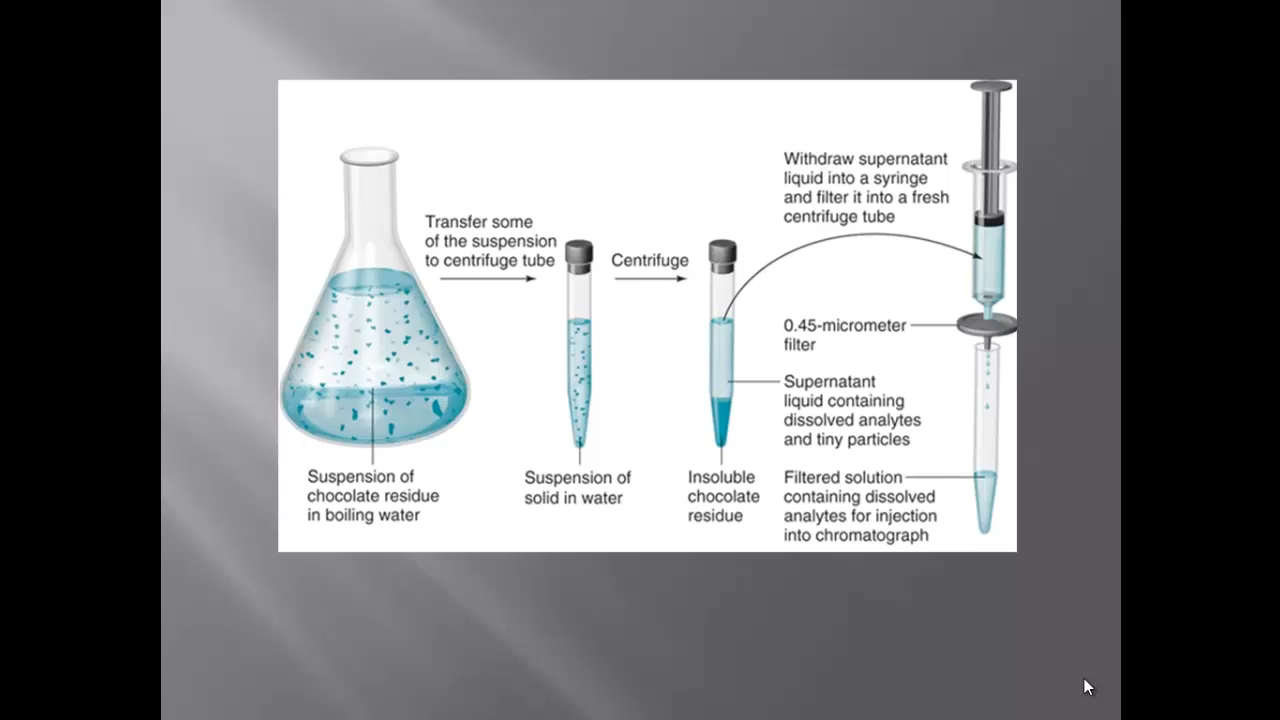 Transfer some
of the suspension
to centrifuge tube
Centrifuge
Withdraw supernatant
liquid into a syringe
and filter it into a fresh
centrifuge tube
0.45-micrometer
filter
Supernatant
liquid containing
dissolved analytes
and tiny particles
Suspension of
chocolate residue
in boiling water
Suspension of
solid in water
Insoluble
chocolate
residue
Filtered solution
containing dissolved
analytes for injection
into chromatograph